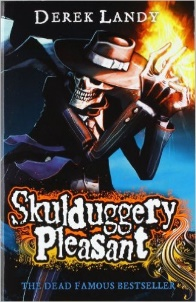 DEREK LANDY
Skulduggery
Pleasant
THE DEAD FAMOUS BESTSELLER